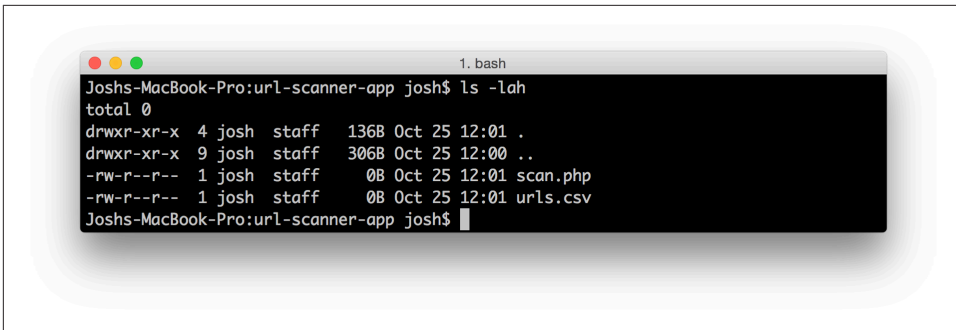 1. bash
Joshs-MacBook-Pro:url-scanner-app josh$ ls -lah
total 0
drwxr-xr-x  4 josh  staff   136B Oct 25 12:01 .
drwxr-xr-x  9 josh  staff   306B Oct 25 12:00 ..
-rw-r--r--  1 josh  staff     0B Oct 25 12:01 scan.php
-rw-r--r--  1 josh  staff     0B Oct 25 12:01 urls.csv
Joshs-MacBook-Pro:url-scanner-app josh$